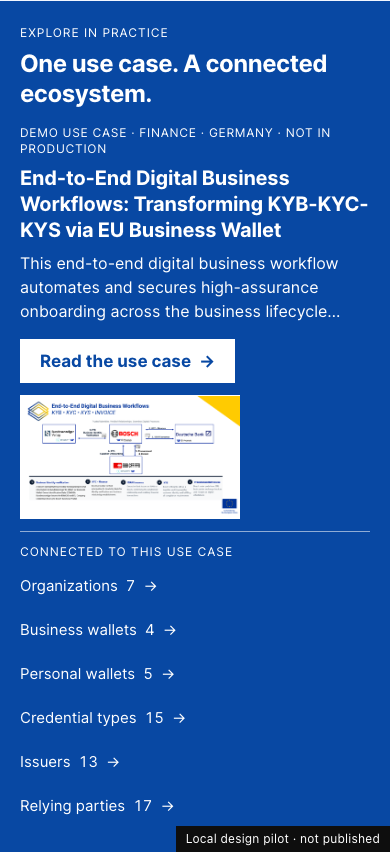 EXPLORE IN PRACTICE
One use case. A connected
ecosystem.
DEMO USE CASE · FINANCE · GERMANY · NOT IN
PRODUCTION
End-to-End Digital Business
Workflows: Transforming KYB-KYC-
KYS via EU Business Wallet
This end-to-end digital business workflow
automates and secures high-assurance
onboarding across the business lifecycle...
Read the use case →
End-to-End Digital Business Workflows
KYB • KYC • KYS • INVOICE
BOSCH
CONNECTED TO THIS USE CASE
Organizations 7 →
Business wallets 4 →
Personal wallets 5 →
Credential types 15 →
Issuers 13 →
Relying parties 17 →
Local design pilot · not published